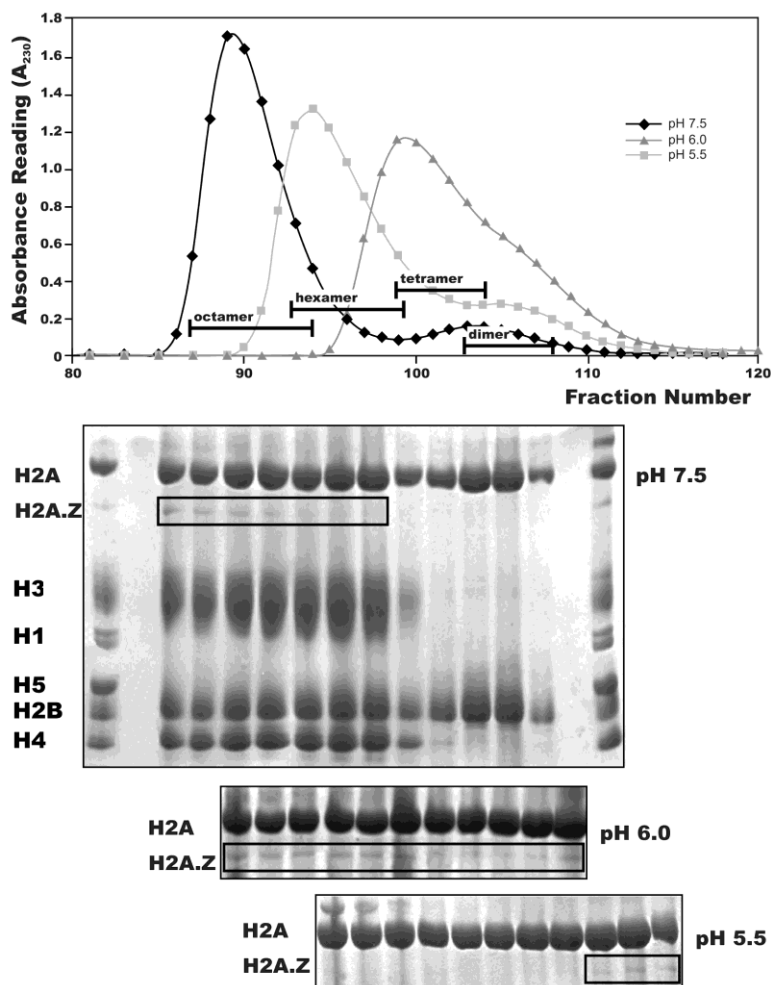 Absorbance Reading (A230)
1.8
1.6
1.4
1.2
1.0
0.8
0.6
0.4
0.2
0
pH 7.5
pH 6.0
pH 5.5
tetramer
hexamer
octamer
dimer
80
90
100
110
120
Fraction Number
H2A
pH 7.5
H2A.Z
H3
H1
H5
H2B
H4
H2A
pH 6.0
H2A.Z
H2A
pH 5.5
H2A.Z